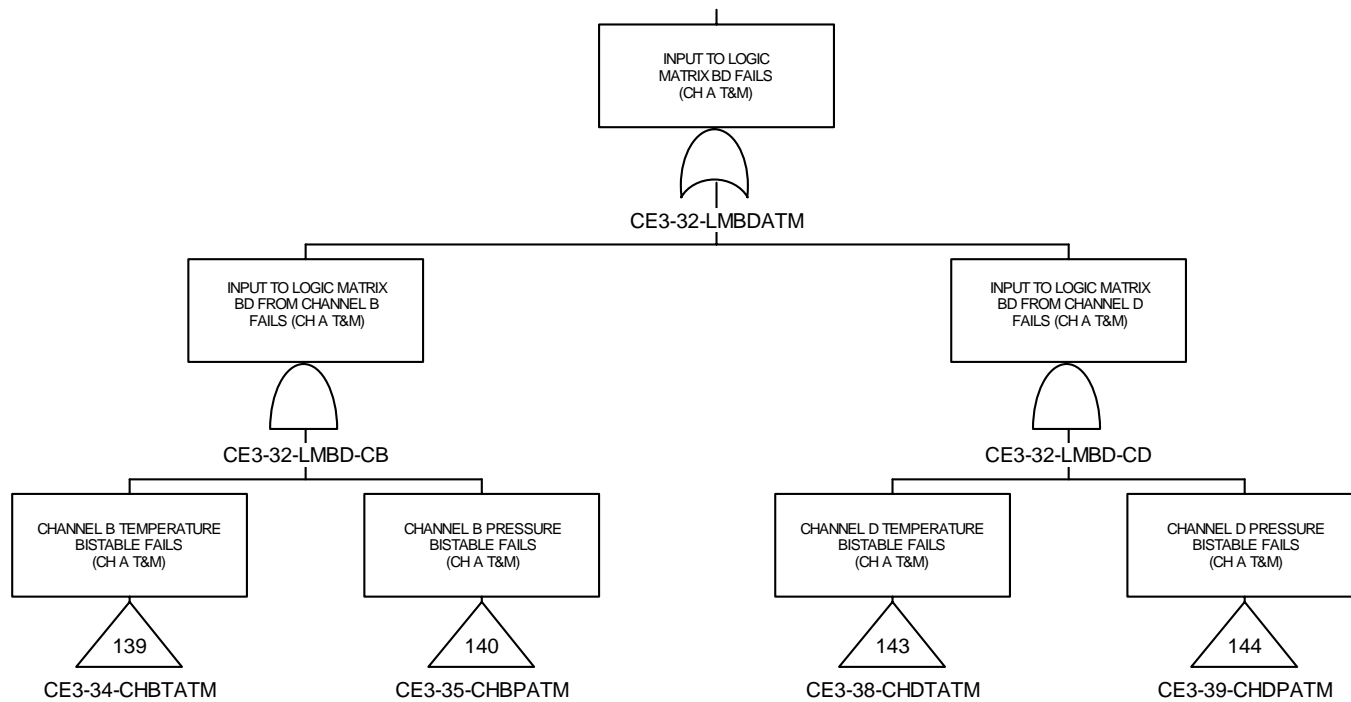 INPUT TO LOGIC
MATRIX BD FAILS
(CH A T&M)
CE3-32-LMBDATM
INPUT TO LOGIC MATRIX
BD FROM CHANNEL B
FAILS (CH A T&M)
INPUT TO LOGIC MATRIX
BD FROM CHANNEL D
FAILS (CH A T&M)
CE3-32-LMBD-CB
CE3-32-LMBD-CD
CHANNEL B TEMPERATURE
BISTABLE FAILS
(CH A T&M)
CHANNEL B PRESSURE
BISTABLE FAILS
(CH A T&M)
CHANNEL D TEMPERATURE
BISTABLE FAILS
(CH A T&M)
CHANNEL D PRESSURE
BISTABLE FAILS
(CH A T&M)
139
140
143
144
CE3-34-CHBTATM
CE3-35-CHBPATM
CE3-38-CHDTATM
CE3-39-CHDPATM